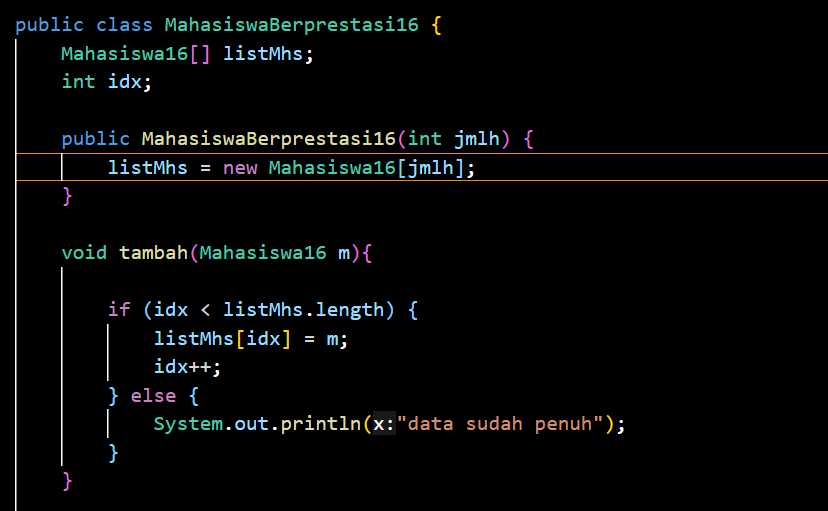 public class MahasiswaBerprestasi16 {
    Mahasiswa16[] listMhs;
    int idx;
    public MahasiswaBerprestasi16(int jmlh) {
        listMhs = new Mahasiswa16[jmlh];
    }
    void tambah(Mahasiswa16 m){
        if (idx < listMhs.length) {
            listMhs[idx] = m;
            idx++;
        } else {
            System.out.println(x:"data sudah penuh");
        }
    }